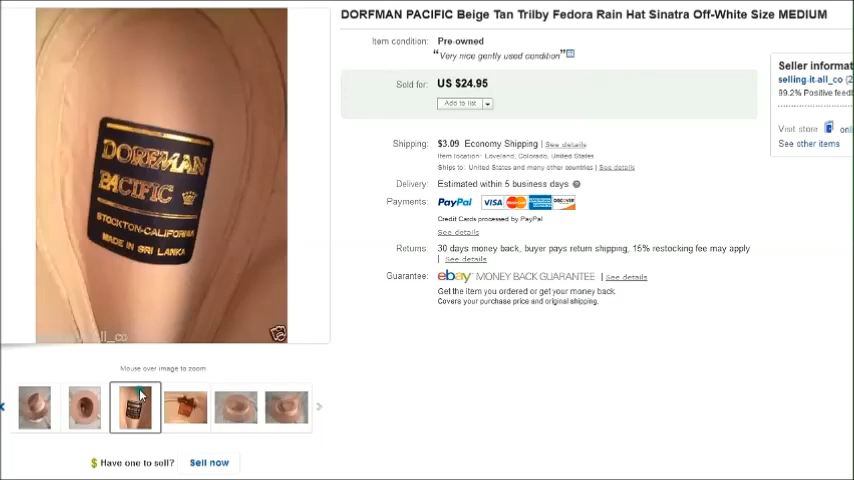 DORFMAN PACIFIC Beige Tan Trilby Fedora Rain Hat Sinatra Off-White Size MEDIUM
Item condition: Pre-owned
“Very nice gently used condition”
Sold for: US $24.95
Add to list
Shipping: $3.09 Economy Shipping | See details
Item location: Loveland, Colorado, United States
Ships to: United States and many other countries | See details
Delivery: Estimated within 5 business days
Payments: PayPal VISA DISCOVER
Credit Cards processed by PayPal
See details
Returns: 30 days money back, buyer pays return shipping, 15% restocking fee may apply
| See details
Guarantee: ebay MONEY BACK GUARANTEE | See details
Get the item you ordered or get your money back.
Covers your purchase price and original shipping.
Seller informat
selling.it.all_co (2
99.2% Positive feedb
Visit store: onl
See other items
DORFMAN
PACIFIC
STOCKTON-CALIFORNIA
MADE IN SRI LANKA
Mouse over image to zoom
$ Have one to sell? Sell now